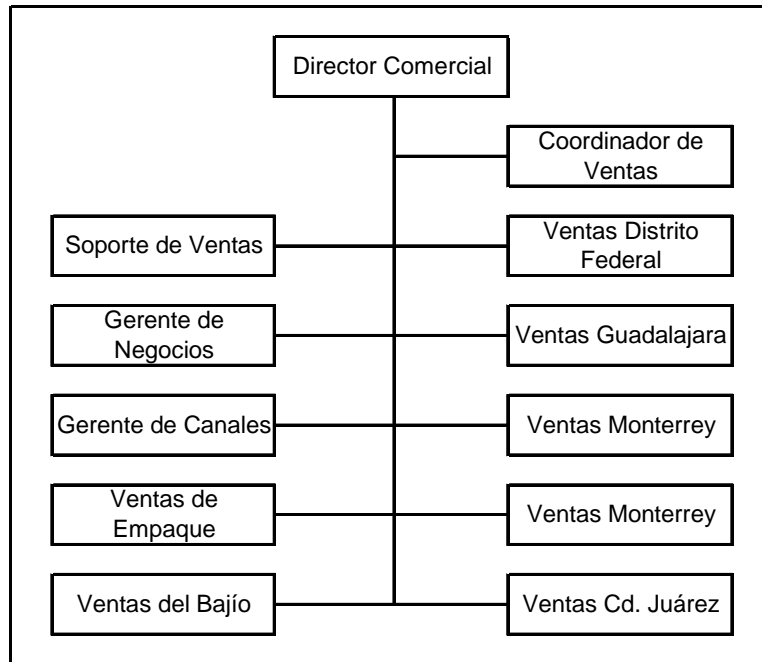 Director Comercial
Coordinador de
Ventas
Soporte de Ventas
Ventas Distrito
Federal
Gerente de
Negocios
Ventas Guadalajara
Gerente de Canales
Ventas Monterrey
Ventas de
Empaque
Ventas Monterrey
Ventas del Bajío
Ventas Cd. Juárez